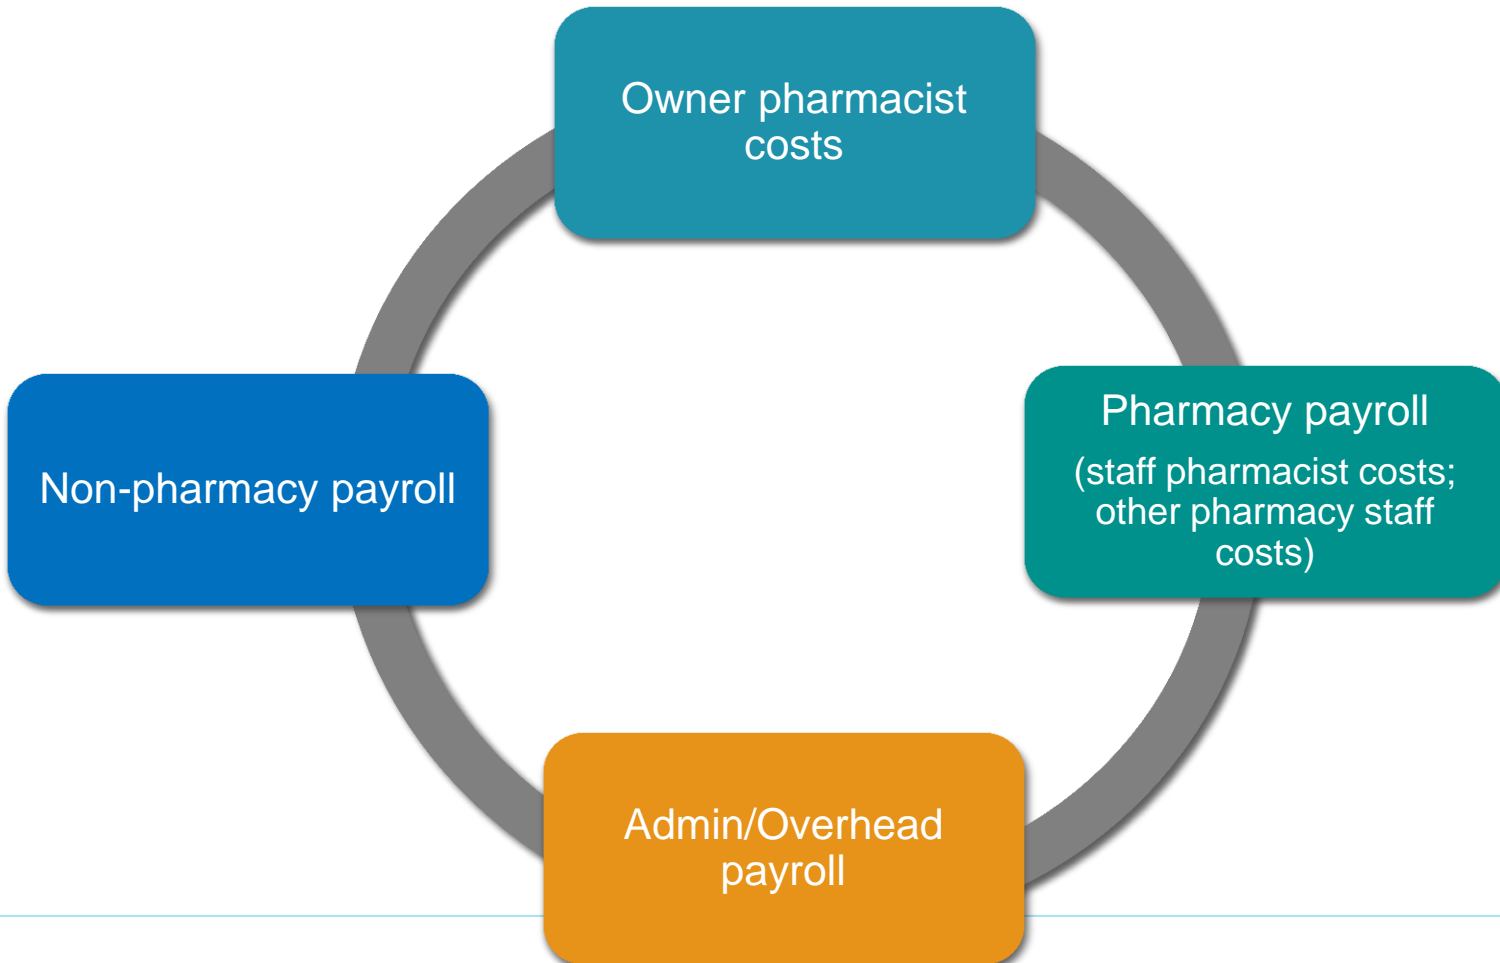 Owner pharmacist
costs
Pharmacy payroll
(staff pharmacist costs;
other pharmacy staff
costs)
Admin/Overhead
payroll
Non-pharmacy payroll